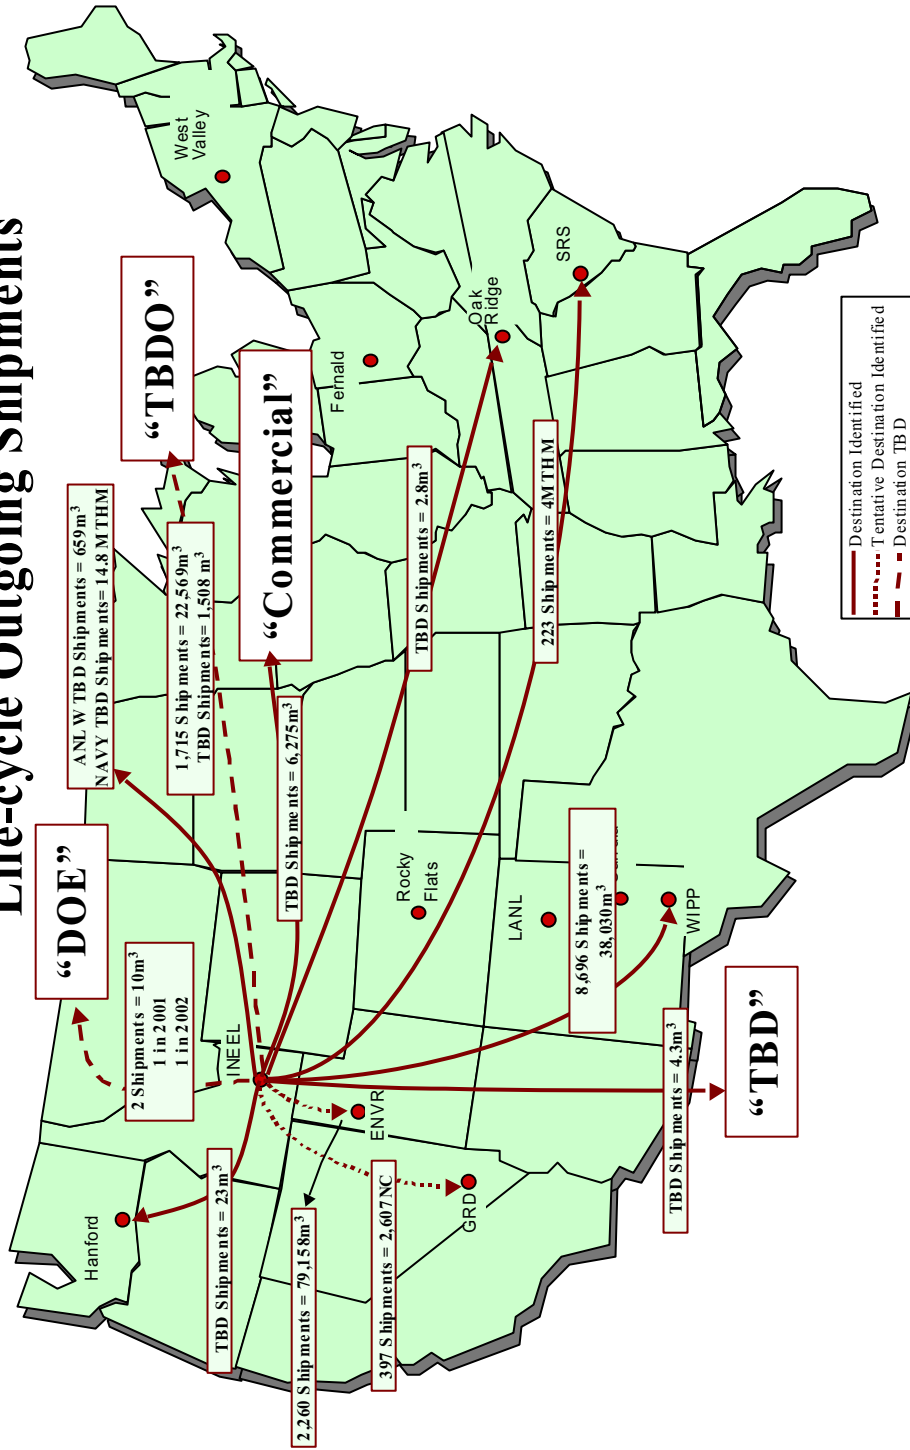 Life-cycle Outgoing Shipments
"DOE"
ANLW TBD Shipments = 659m³
NAVY TBD Shipments= 14.8 MTHM
"TBDO"
West
Valley
2 Shipments = 10m³
1 in 2001
1 in 2002
1,715 Shipments = 22,569m³
TBD Shipments= 1,508 m³
Hanford
INEEL
"Commercial"
TBD Shipments = 23m³
TBD Shipments = 6,275m³
Fernald
2,260 Shipments = 79,158m³
ENVR
Rocky
Flats
TBD Shipments = 2.8m³
Oak
Ridge
397 Shipments = 2,607NC
GRD
LANL
223 Shipments = 4MTHM
SRS
8,696 Shipments =
38,030m³
WIPP
TBD Shipments = 4.3m³
"TBD"
Destination Identified
Tentative Destination Identified
Destination TBD